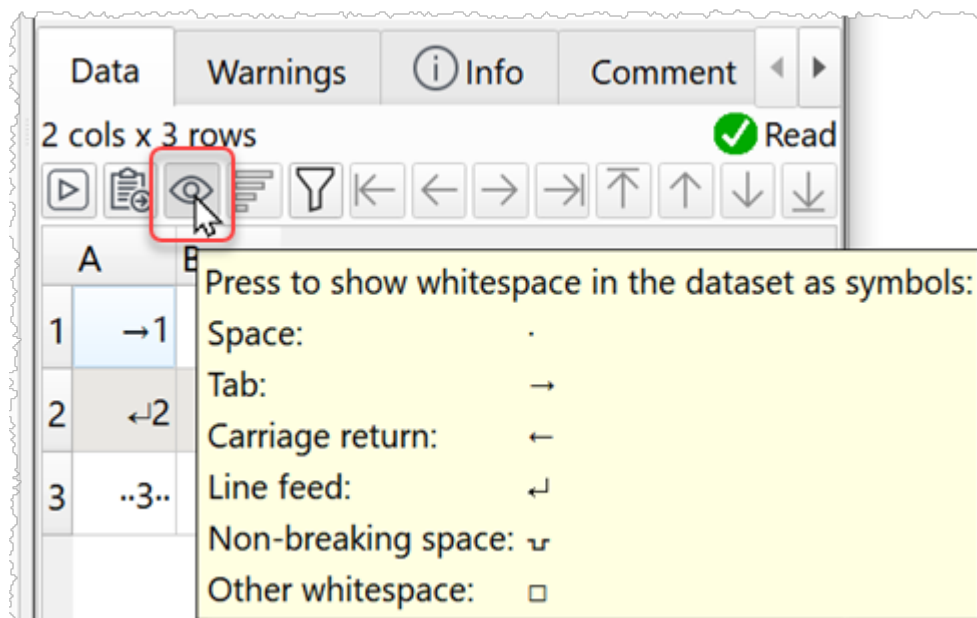 Data Warnings Info Comment
2 cols x 3 rows Read
A B
1 →1
2 ↵2
3 ··3··
Press to show whitespace in the dataset as symbols:
Space: ·
Tab: →
Carriage return: ←
Line feed: ↵
Non-breaking space: ⵖ
Other whitespace: □